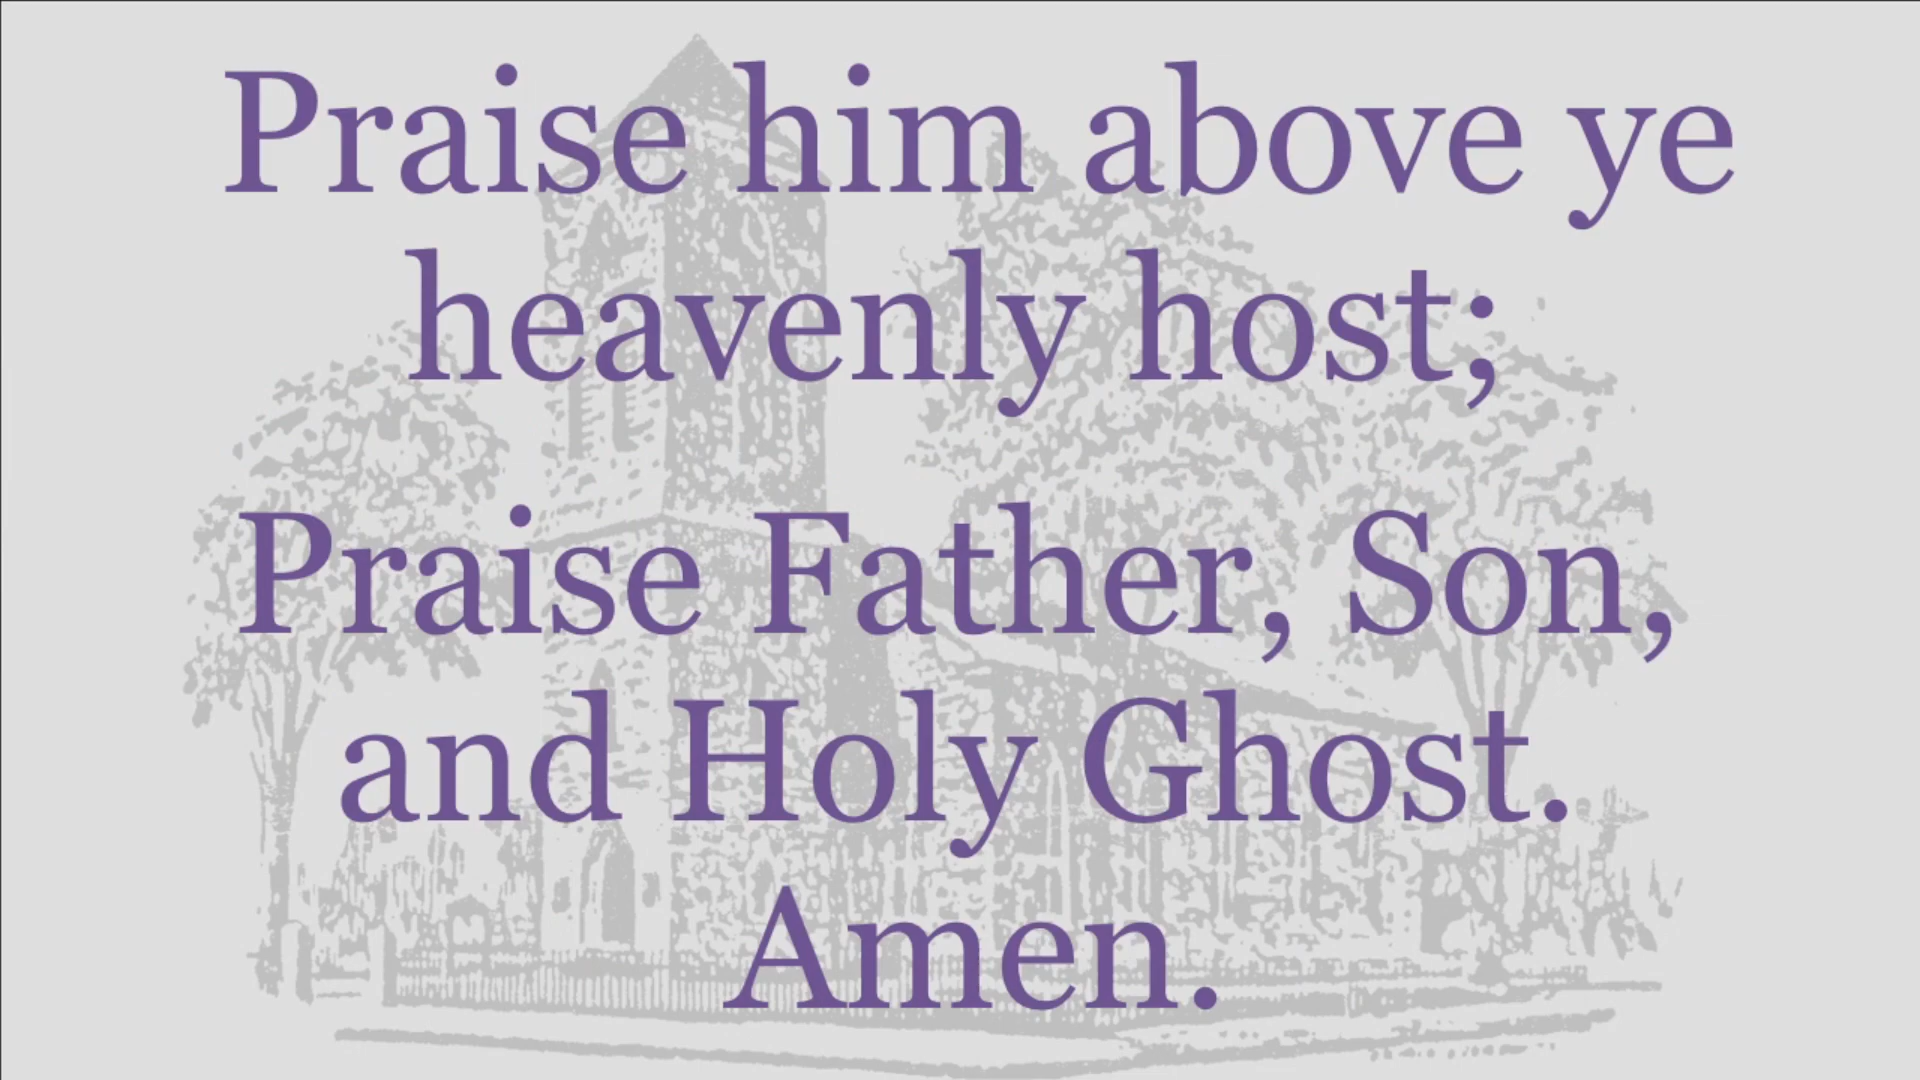 Praise him above ye
heavenly host;
Praise Father, Son,
and Holy Ghost.
Amen.